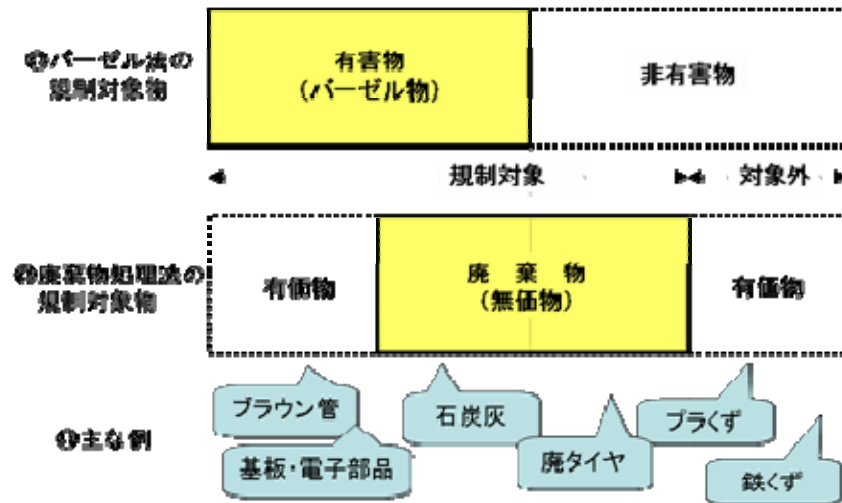 バーゼル法の
規制対象物
有害物
(バーゼル物)
非有害物
規制対象
対象外
廃棄物処理法の
規制対象物
有価物
廃棄物
(無価物)
有価物
主な例
ブラウン管
基板・電子部品
石炭灰
廃タイヤ
プラくず
鉄くず